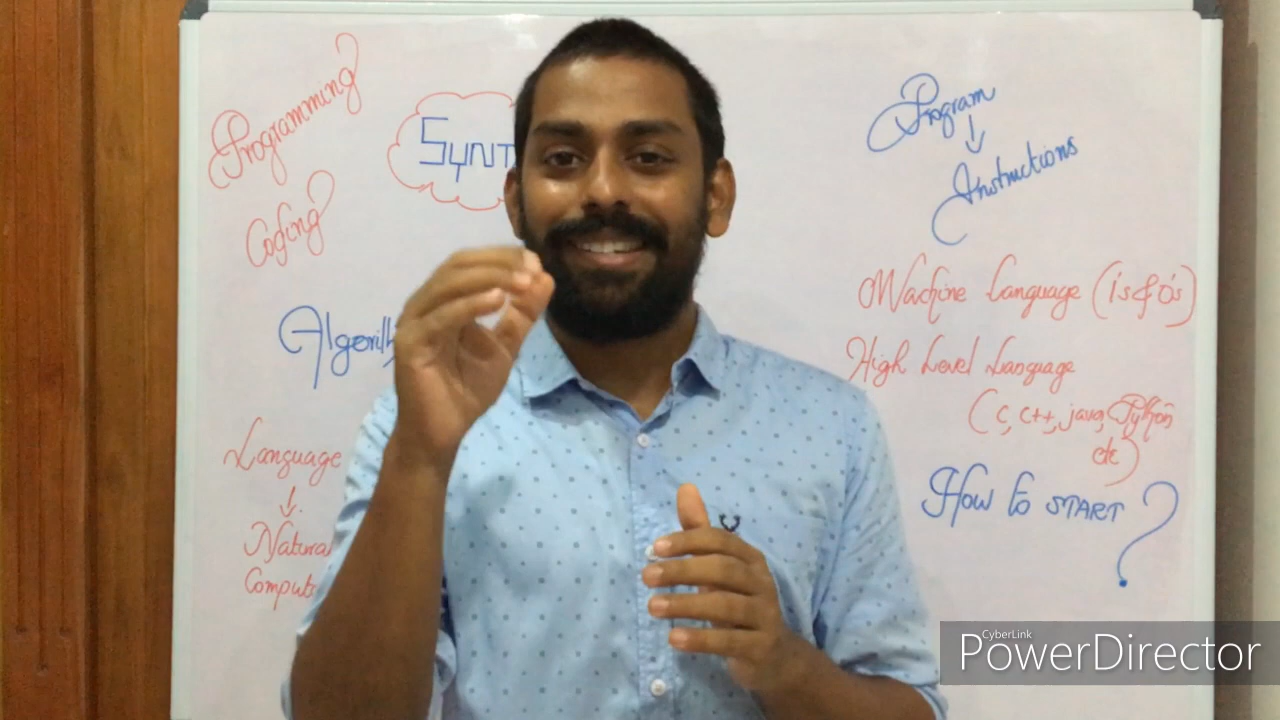 Programming?
Coding?
SYNT
Algorith
Language
↓
Natural
Comput
Program
↓
Instructions
Machine Language (1s & 0s)
High Level Language
(C, C++, java, Python
etc)
How to START ?
CyberLink
PowerDirector